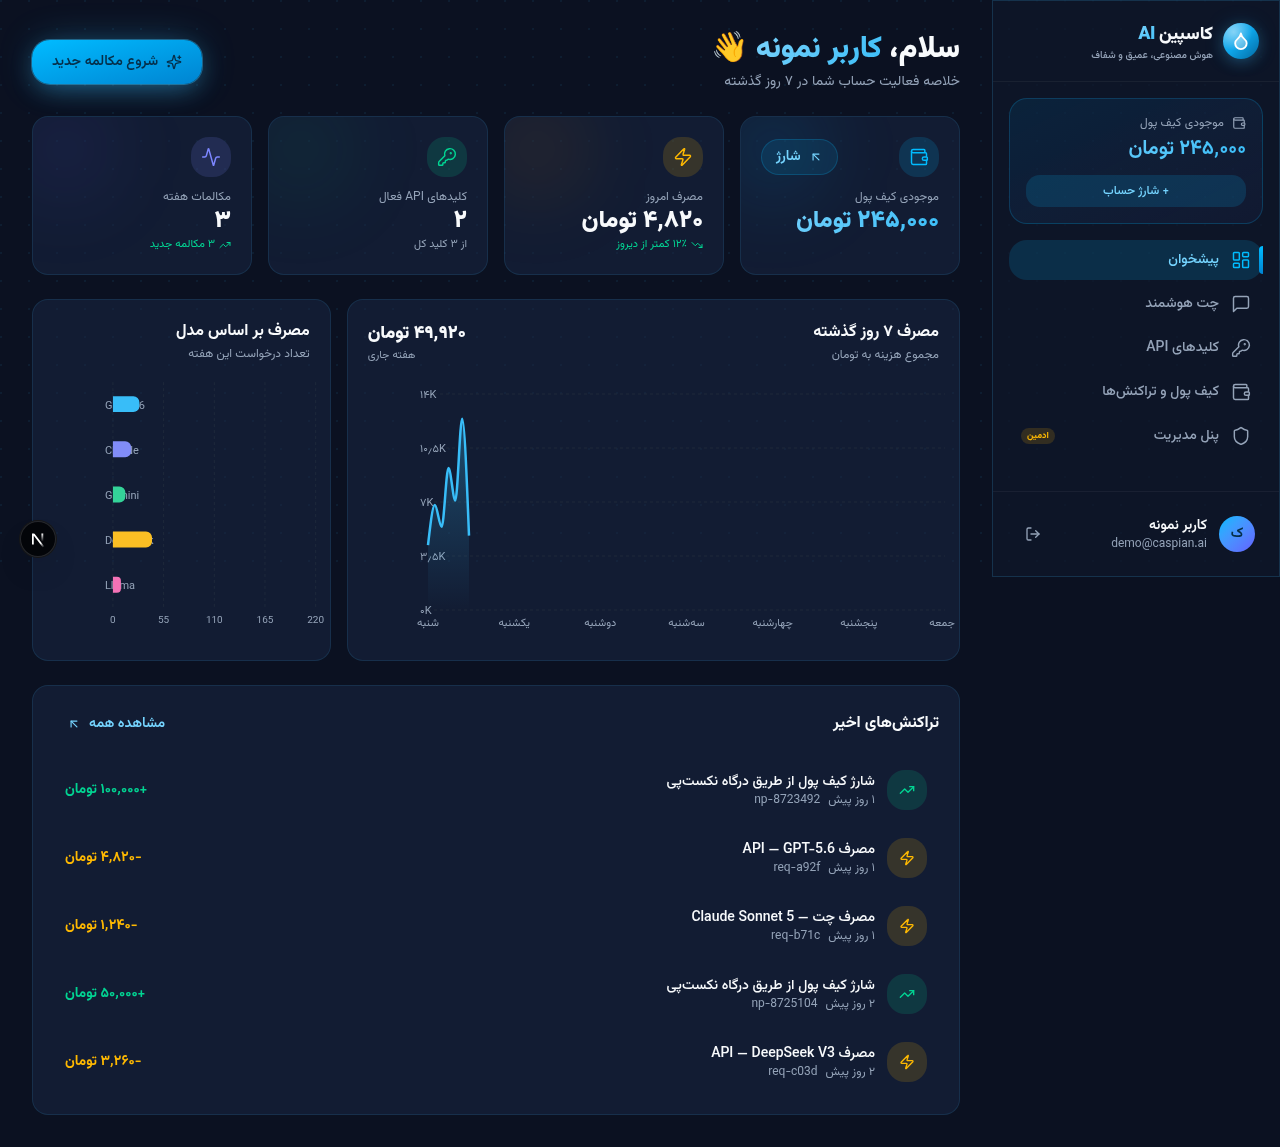 کاسپین AI
هوش مصنوعی، عمیق و شفاف
موجودی کیف پول
۲۴۵,۰۰۰ تومان
+ شارژ حساب
پیشخوان
چت هوشمند
کلیدهای API
کیف پول و تراکنش‌ها
پنل مدیریت
ادمین
کاربر نمونه
demo@caspian.ai
ک
سلام، کاربر نمونه 👋
خلاصه فعالیت حساب شما در ۷ روز گذشته
شروع مکالمه جدید
شارژ
موجودی کیف پول
۲۴۵,۰۰۰ تومان
مصرف امروز
۴,۸۲۰ تومان
۱۲٪ کمتر از دیروز
کلیدهای API فعال
۲
از ۳ کلید کل
مکالمات هفته
۳
۳ مکالمه جدید
مصرف ۷ روز گذشته
مجموع هزینه به تومان
۴۹,۹۲۰ تومان
هفته جاری
۱۴K
۱۰٫۵K
۷K
۳٫۵K
۰K
شنبه
یکشنبه
دوشنبه
سه‌شنبه
چهارشنبه
پنجشنبه
جمعه
مصرف بر اساس مدل
تعداد درخواست این هفته
0
55
110
165
220
N
تراکنش‌های اخیر
مشاهده همه
شارژ کیف پول از طریق درگاه نکست‌پی
۱ روز پیش np-8723492
+۱۰۰,۰۰۰ تومان
مصرف API — GPT-5.6
۱ روز پیش req-a92f
-۴,۸۲۰ تومان
مصرف چت — Claude Sonnet 5
۱ روز پیش req-b71c
-۱,۲۴۰ تومان
شارژ کیف پول از طریق درگاه نکست‌پی
۲ روز پیش np-8725104
+۵۰,۰۰۰ تومان
مصرف API — DeepSeek V3
۲ روز پیش req-c03d
-۳,۲۶۰ تومان